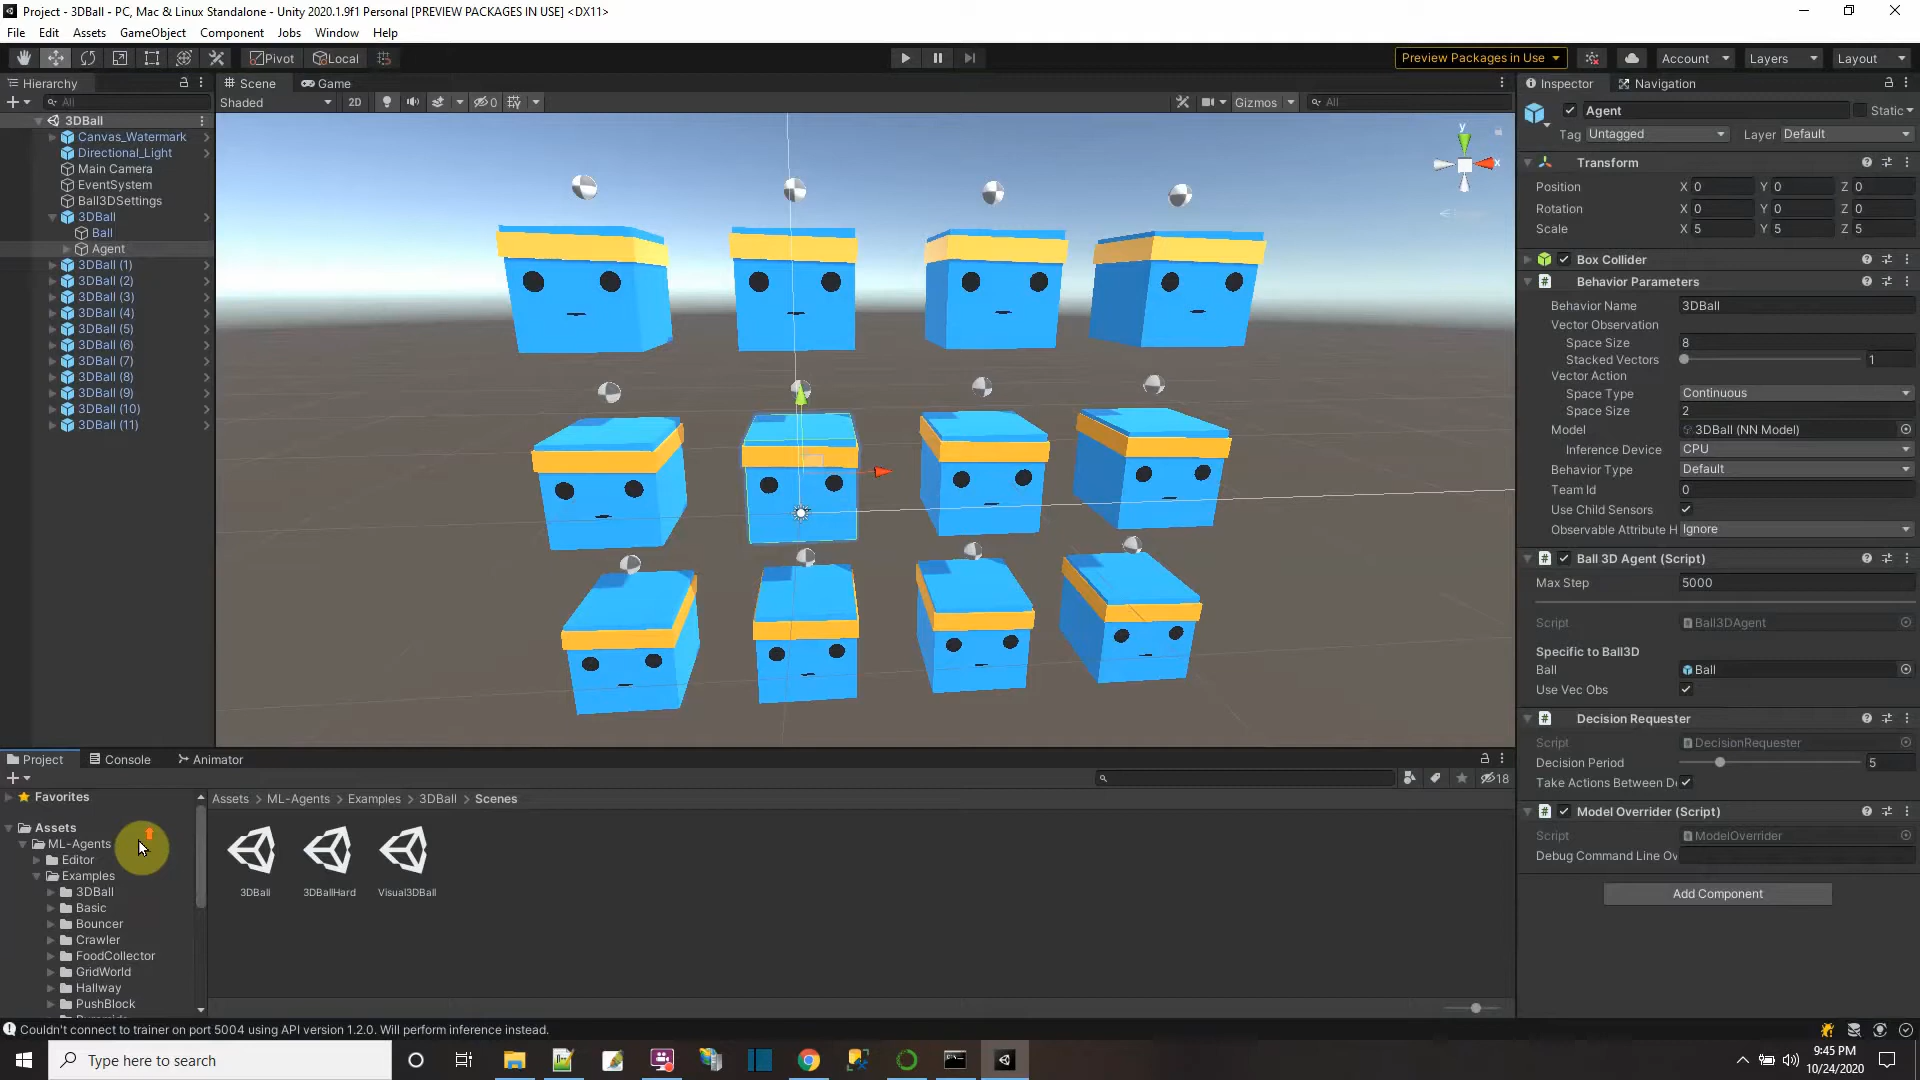 Project - 3DBall - PC, Mac & Linux Standalone - Unity 2020.1.9f1 Personal [PREVIEW PACKAGES IN USE] <DX11>
File Edit Assets GameObject Component Jobs Window Help
Pivot Local Preview Packages in Use Account Layers Layout
Hierarchy
All
3DBall
Canvas_Watermark
Directional_Light
Main Camera
EventSystem
Ball3DSettings
3DBall
Ball
Agent
3DBall (1)
3DBall (2)
3DBall (3)
3DBall (4)
3DBall (5)
3DBall (6)
3DBall (7)
3DBall (8)
3DBall (9)
3DBall (10)
3DBall (11)
Scene Game
Shaded 2D 0 Gizmos All
y
x
Inspector Navigation
Agent Static
Tag Untagged Layer Default
Transform
Position X 0 Y 0 Z 0
Rotation X 0 Y 0 Z 0
Scale X 5 Y 5 Z 5
Box Collider
# Behavior Parameters
Behavior Name 3DBall
Vector Observation
Space Size 8
Stacked Vectors 1
Vector Action
Space Type Continuous
Space Size 2
Model 3DBall (NN Model)
Inference Device CPU
Behavior Type Default
Team Id 0
Use Child Sensors
Observable Attribute H Ignore
# Ball 3D Agent (Script)
Max Step 5000
Script Ball3DAgent
Specific to Ball3D
Ball Ball
Use Vec Obs
# Decision Requester
Script DecisionRequester
Decision Period 5
Take Actions Between De
# Model Overrider (Script)
Script ModelOverrider
Debug Command Line Ov
Add Component
Project Console Animator
18
Favorites
Assets
ML-Agents
Editor
Examples
3DBall
Basic
Bouncer
Crawler
FoodCollector
GridWorld
Hallway
PushBlock
Assets ML-Agents Examples 3DBall Scenes
3DBall 3DBallHard Visual3DBall
Couldn't connect to trainer on port 5004 using API version 1.2.0. Will perform inference instead.
Type here to search
9:45 PM
10/24/2020